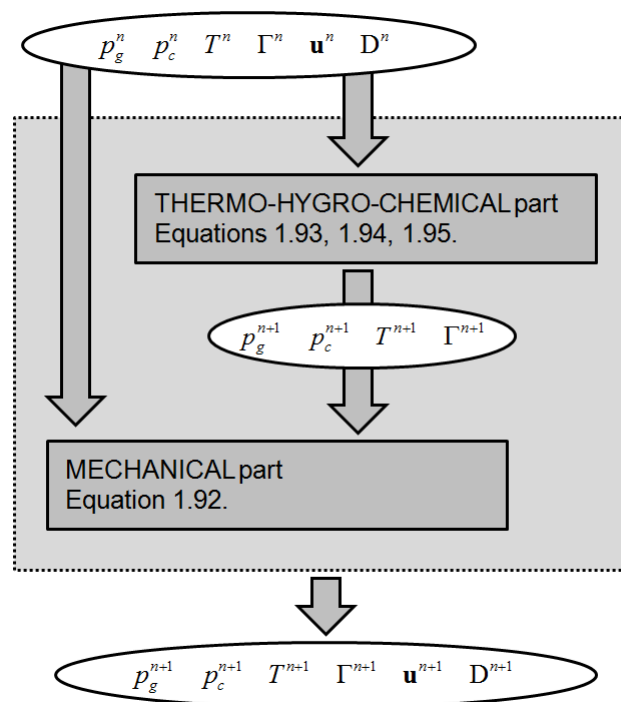 p_g^n p_c^n T^n Γ^n u^n D^n
THERMO-HYGRO-CHEMICAL part
Equations 1.93, 1.94, 1.95.
p_g^{n+1} p_c^{n+1} T^{n+1} Γ^{n+1}
MECHANICAL part
Equation 1.92.
p_g^{n+1} p_c^{n+1} T^{n+1} Γ^{n+1} u^{n+1} D^{n+1}